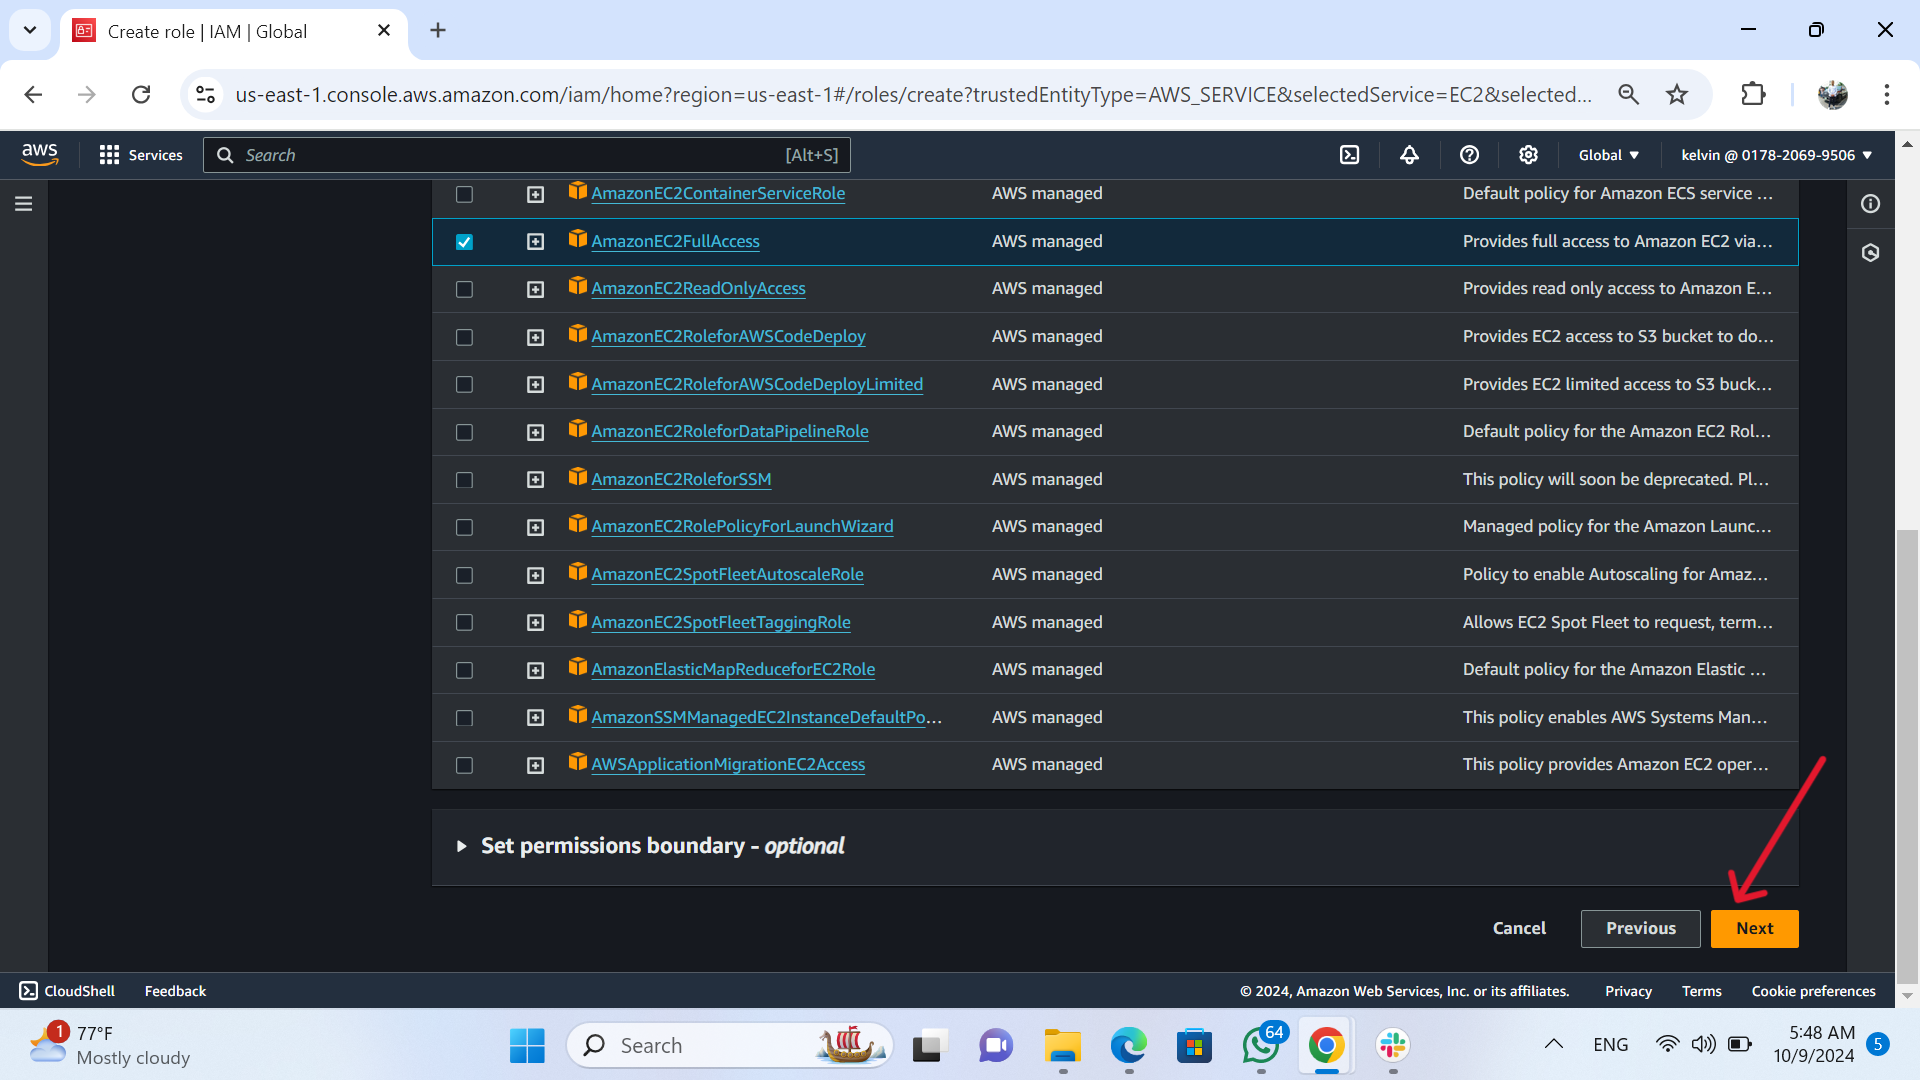 Create role | IAM | Global
us-east-1.console.aws.amazon.com/iam/home?region=us-east-1#/roles/create?trustedEntityType=AWS_SERVICE&selectedService=EC2&selected...
aws Services Search [Alt+S] Global kelvin @ 0178-2069-9506
AmazonEC2ContainerServiceRole AWS managed Default policy for Amazon ECS service ...
AmazonEC2FullAccess AWS managed Provides full access to Amazon EC2 via...
AmazonEC2ReadOnlyAccess AWS managed Provides read only access to Amazon E...
AmazonEC2RoleforAWSCodeDeploy AWS managed Provides EC2 access to S3 bucket to do...
AmazonEC2RoleforAWSCodeDeployLimited AWS managed Provides EC2 limited access to S3 buck...
AmazonEC2RoleforDataPipelineRole AWS managed Default policy for the Amazon EC2 Rol...
AmazonEC2RoleforSSM AWS managed This policy will soon be deprecated. Pl...
AmazonEC2RolePolicyForLaunchWizard AWS managed Managed policy for the Amazon Launc...
AmazonEC2SpotFleetAutoscaleRole AWS managed Policy to enable Autoscaling for Amaz...
AmazonEC2SpotFleetTaggingRole AWS managed Allows EC2 Spot Fleet to request, term...
AmazonElasticMapReduceforEC2Role AWS managed Default policy for the Amazon Elastic ...
AmazonSSMManagedEC2InstanceDefaultPo... AWS managed This policy enables AWS Systems Man...
AWSApplicationMigrationEC2Access AWS managed This policy provides Amazon EC2 oper...
Set permissions boundary - optional
Cancel Previous Next
CloudShell Feedback © 2024, Amazon Web Services, Inc. or its affiliates. Privacy Terms Cookie preferences
1 77°F
Mostly cloudy
Search
64
ENG
5:48 AM
10/9/2024
5